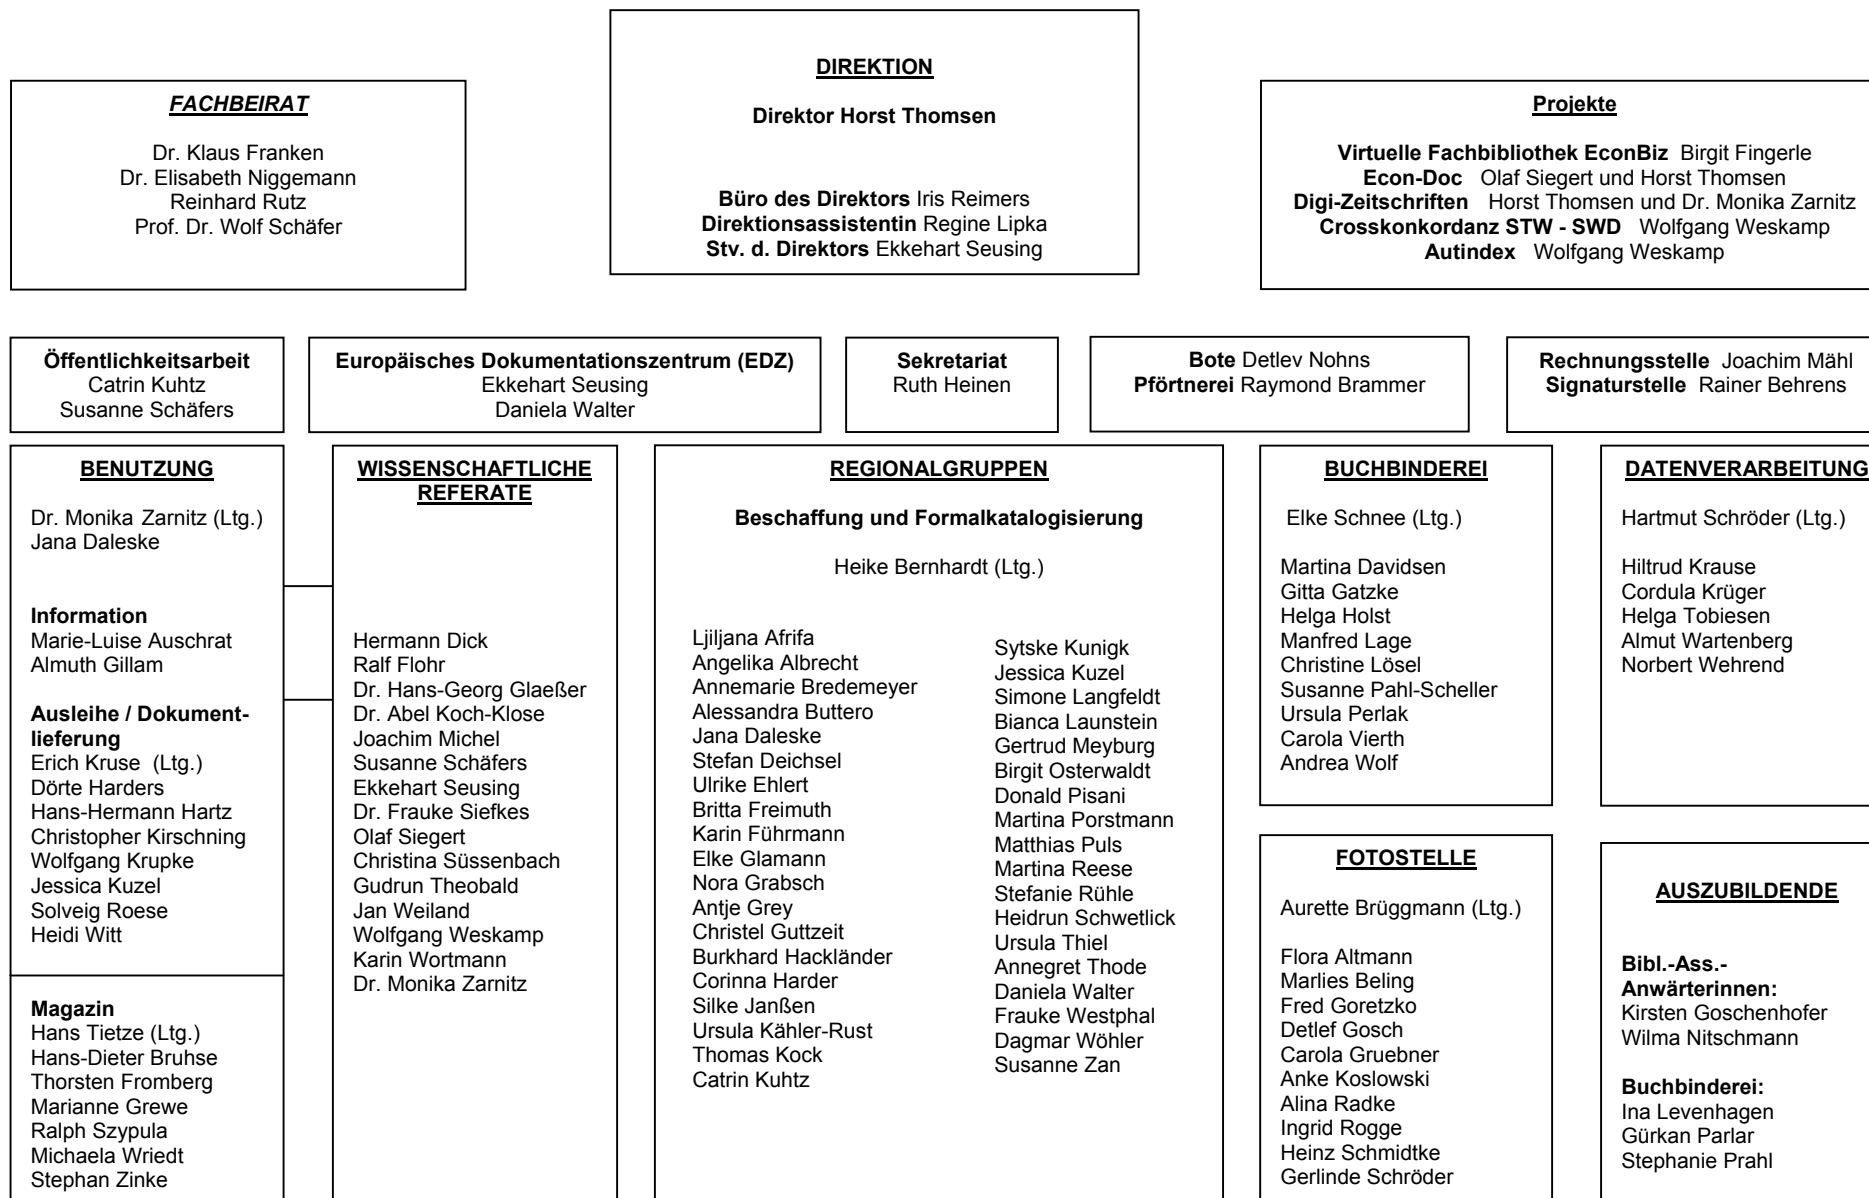 FACHBEIRAT
Dr. Klaus Franken
Dr. Elisabeth Niggemann
Reinhard Rutz
Prof. Dr. Wolf Schäfer
DIREKTION
Direktor Horst Thomsen
Büro des Direktors Iris Reimers
Direktionsassistentin Regine Lipka
Stv. d. Direktors Ekkehart Seusing
Projekte
Virtuelle Fachbibliothek EconBiz Birgit Fingerle
Econ-Doc Olaf Siegert und Horst Thomsen
Digi-Zeitschriften Horst Thomsen und Dr. Monika Zarnitz
Crosskonkordanz STW - SWD Wolfgang Weskamp
Autindex Wolfgang Weskamp
Öffentlichkeitsarbeit
Catrin Kuhtz
Susanne Schäfers
Europäisches Dokumentationszentrum (EDZ)
Ekkehart Seusing
Daniela Walter
Sekretariat
Ruth Heinen
Bote Detlev Nohns
Pförtnerei Raymond Brammer
Rechnungsstelle Joachim Mähl
Signaturstelle Rainer Behrens
BENUTZUNG
Dr. Monika Zarnitz (Ltg.)
Jana Daleske
Information
Marie-Luise Auschrat
Almuth Gillam
Ausleihe / Dokument-
lieferung
Erich Kruse (Ltg.)
Dörte Harders
Hans-Hermann Hartz
Christopher Kirschning
Wolfgang Krupke
Jessica Kuzel
Solveig Roese
Heidi Witt
Magazin
Hans Tietze (Ltg.)
Hans-Dieter Bruhse
Thorsten Fromberg
Marianne Grewe
Ralph Szypula
Michaela Wriedt
Stephan Zinke
WISSENSCHAFTLICHE
REFERATE
Hermann Dick
Ralf Flohr
Dr. Hans-Georg Glaeßer
Dr. Abel Koch-Klose
Joachim Michel
Susanne Schäfers
Ekkehart Seusing
Dr. Frauke Siefkes
Olaf Siegert
Christina Süssenbach
Gudrun Theobald
Jan Weiland
Wolfgang Weskamp
Karin Wortmann
Dr. Monika Zarnitz
REGIONALGRUPPEN
Beschaffung und Formalkatalogisierung
Heike Bernhardt (Ltg.)
Ljiljana Afrifa
Angelika Albrecht
Annemarie Bredemeyer
Alessandra Buttero
Jana Daleske
Stefan Deichsel
Ulrike Ehlert
Britta Freimuth
Karin Führmann
Elke Glamann
Nora Grabsch
Antje Grey
Christel Guttzeit
Burkhard Hackländer
Corinna Harder
Silke Janßen
Ursula Kähler-Rust
Thomas Kock
Catrin Kuhtz
Sytske Kunigk
Jessica Kuzel
Simone Langfeldt
Bianca Launstein
Gertrud Meyburg
Birgit Osterwaldt
Donald Pisani
Martina Porstmann
Matthias Puls
Martina Reese
Stefanie Rühle
Heidrun Schwetlick
Ursula Thiel
Annegret Thode
Daniela Walter
Frauke Westphal
Dagmar Wöhler
Susanne Zan
BUCHBINDEREI
Elke Schnee (Ltg.)
Martina Davidsen
Gitta Gatzke
Helga Holst
Manfred Lage
Christine Lösel
Susanne Pahl-Scheller
Ursula Perlak
Carola Vierth
Andrea Wolf
FOTOSTELLE
Aurette Brüggmann (Ltg.)
Flora Altmann
Marlies Beling
Fred Goretzko
Detlef Gosch
Carola Gruebner
Anke Koslowski
Alina Radke
Ingrid Rogge
Heinz Schmidtke
Gerlinde Schröder
DATENVERARBEITUNG
Hartmut Schröder (Ltg.)
Hiltrud Krause
Cordula Krüger
Helga Tobiesen
Almut Wartenberg
Norbert Wehrend
AUSZUBILDENDE
Bibl.-Ass.-
Anwärterinnen:
Kirsten Goschenhofer
Wilma Nitschmann
Buchbinderei:
Ina Levenhagen
Gürkan Parlar
Stephanie Prahl